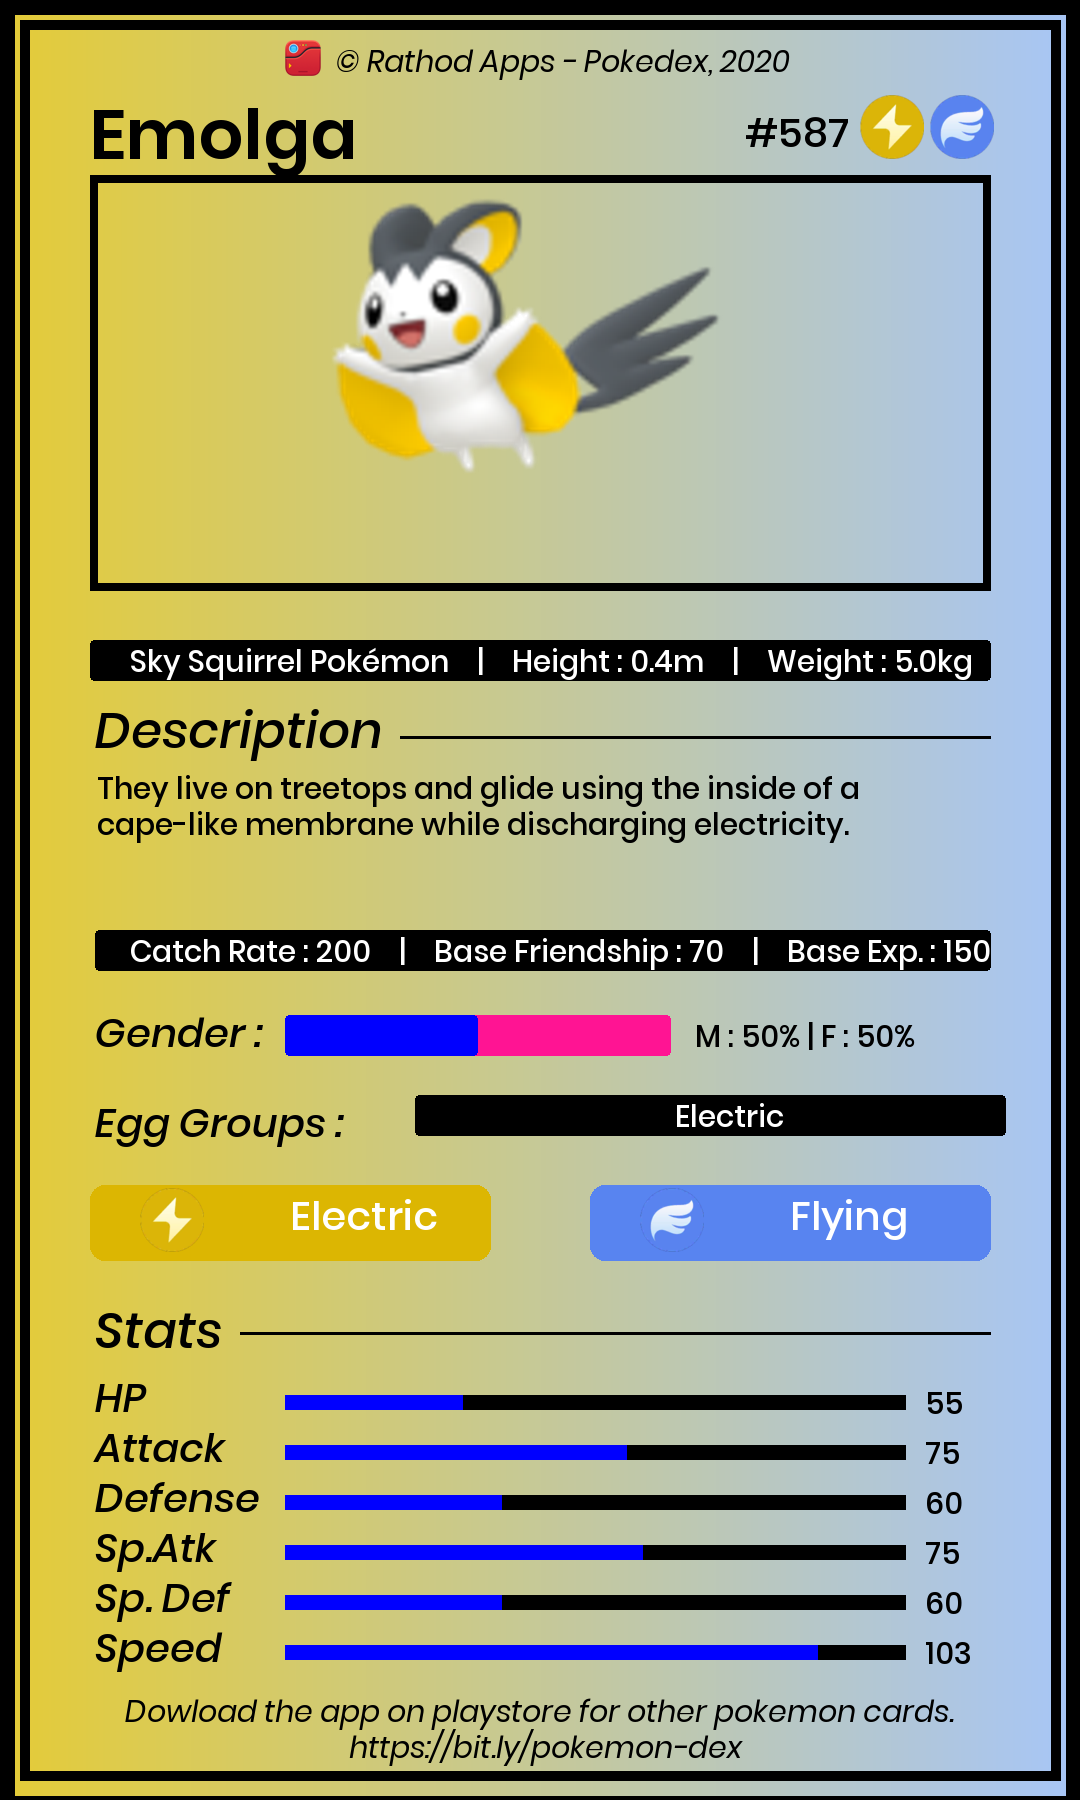 © Rathod Apps - Pokedex, 2020
Emolga #587
Sky Squirrel Pokémon | Height : 0.4m | Weight : 5.0kg
Description
They live on treetops and glide using the inside of a
cape-like membrane while discharging electricity.
Catch Rate : 200 | Base Friendship : 70 | Base Exp. : 150
Gender : M : 50% | F : 50%
Egg Groups : Electric
Electric Flying
Stats
HP 55
Attack 75
Defense 60
Sp.Atk 75
Sp. Def 60
Speed 103
Dowload the app on playstore for other pokemon cards.
https://bit.ly/pokemon-dex